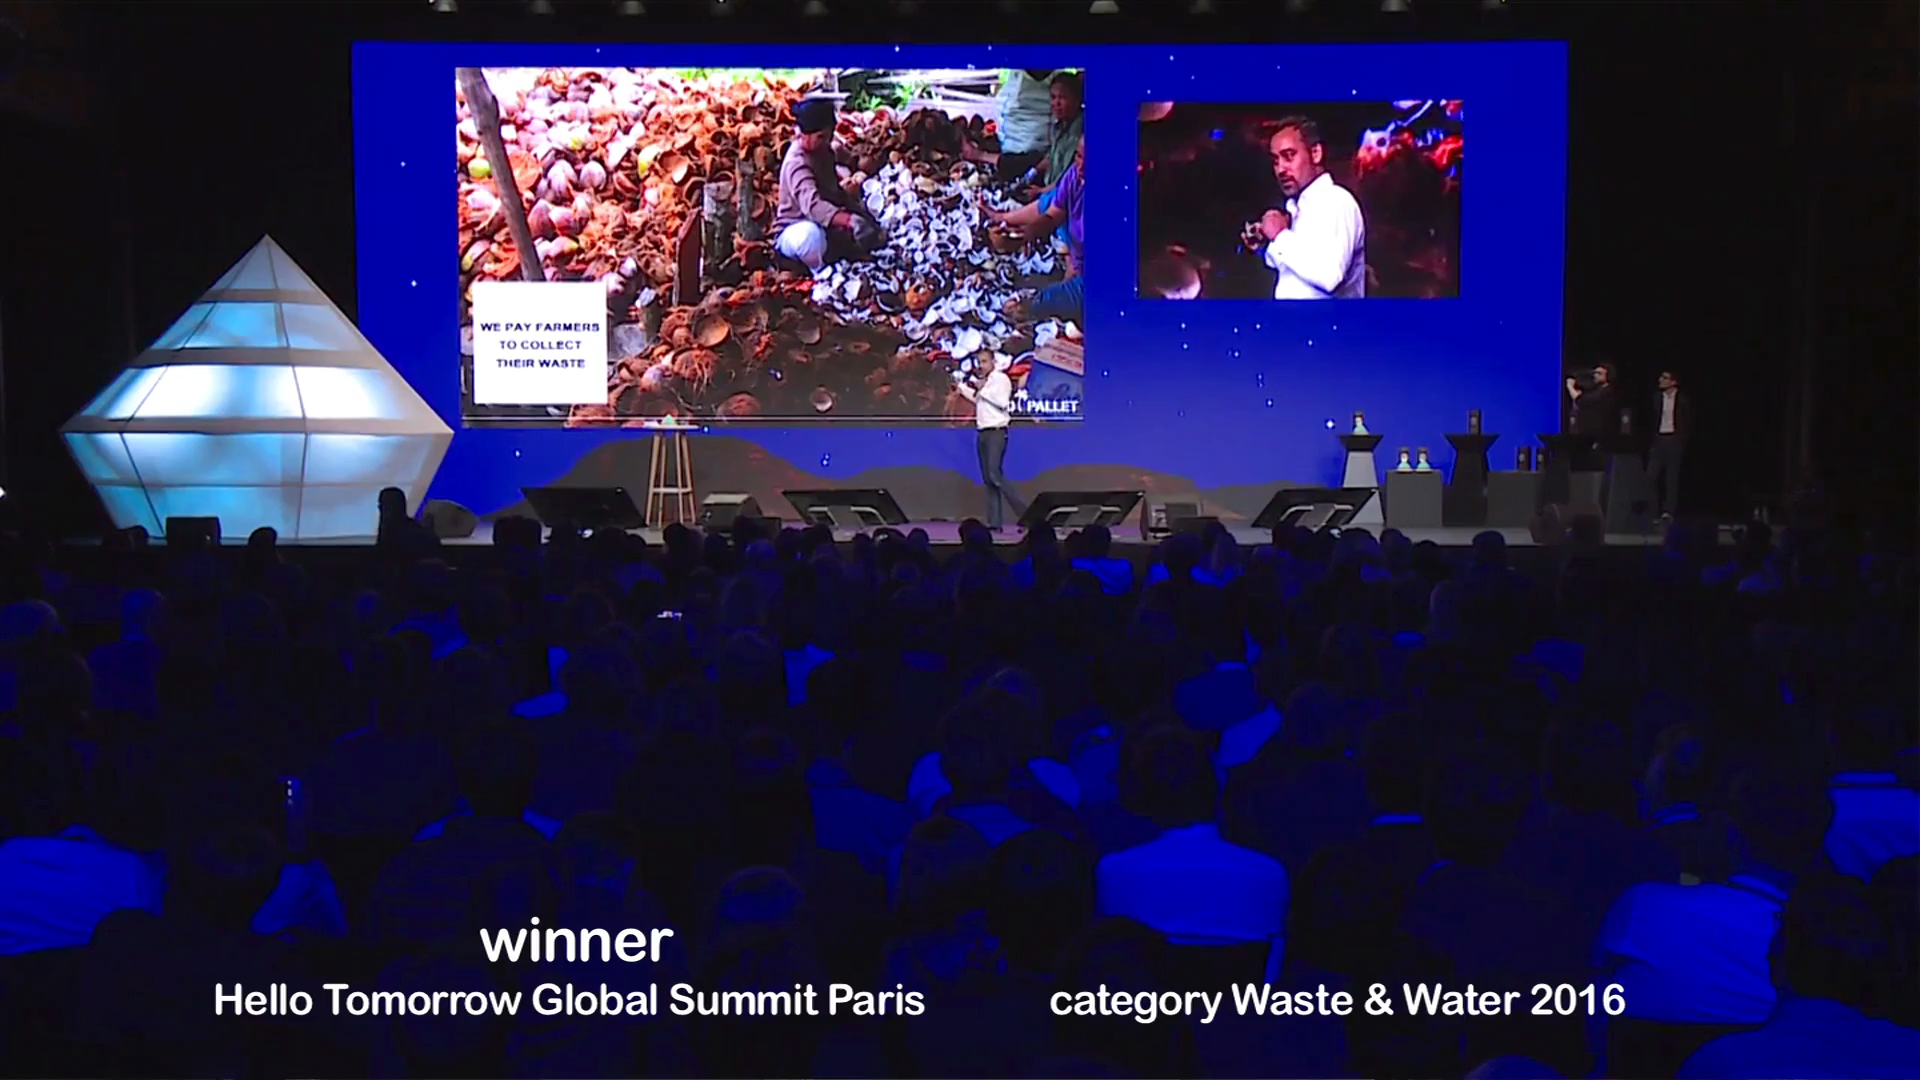 WE PAY FARMERS
TO COLLECT
THEIR WASTE
PALLET
winner
Hello Tomorrow Global Summit Paris
category Waste & Water 2016